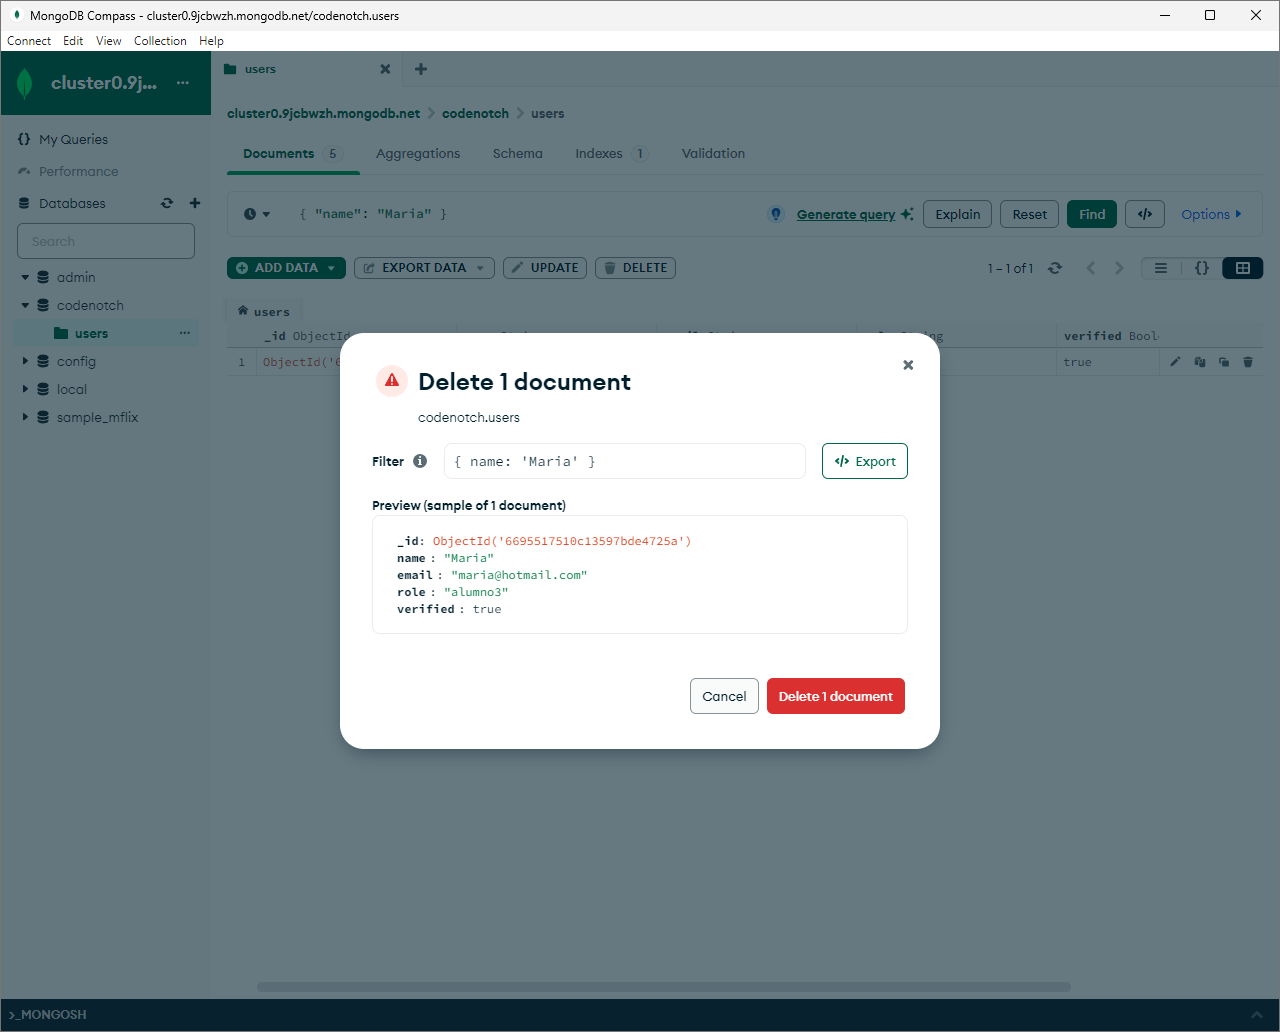 MongoDB Compass - cluster0.9jcbwzh.mongodb.net/codenotch.users
Connect Edit View Collection Help
cluster0.9j... ···
users
cluster0.9jcbwzh.mongodb.net > codenotch > users
My Queries
Documents 5 Aggregations Schema Indexes 1 Validation
Performance
Databases
{ "name": "Maria" } Generate query Explain Reset Find </> Options
Search
ADD DATA EXPORT DATA UPDATE DELETE 1 – 1 of 1
admin
codenotch
users ···
config
local
sample_mflix
users
_id ObjectId verified
1 ObjectId(' true
Delete 1 document
codenotch.users
Filter { name: 'Maria' } </> Export
Preview (sample of 1 document)
_id: ObjectId('6695517510c13597bde4725a')
name : "Maria"
email : "maria@hotmail.com"
role : "alumno3"
verified : true
Cancel Delete 1 document
>_MONGOSH